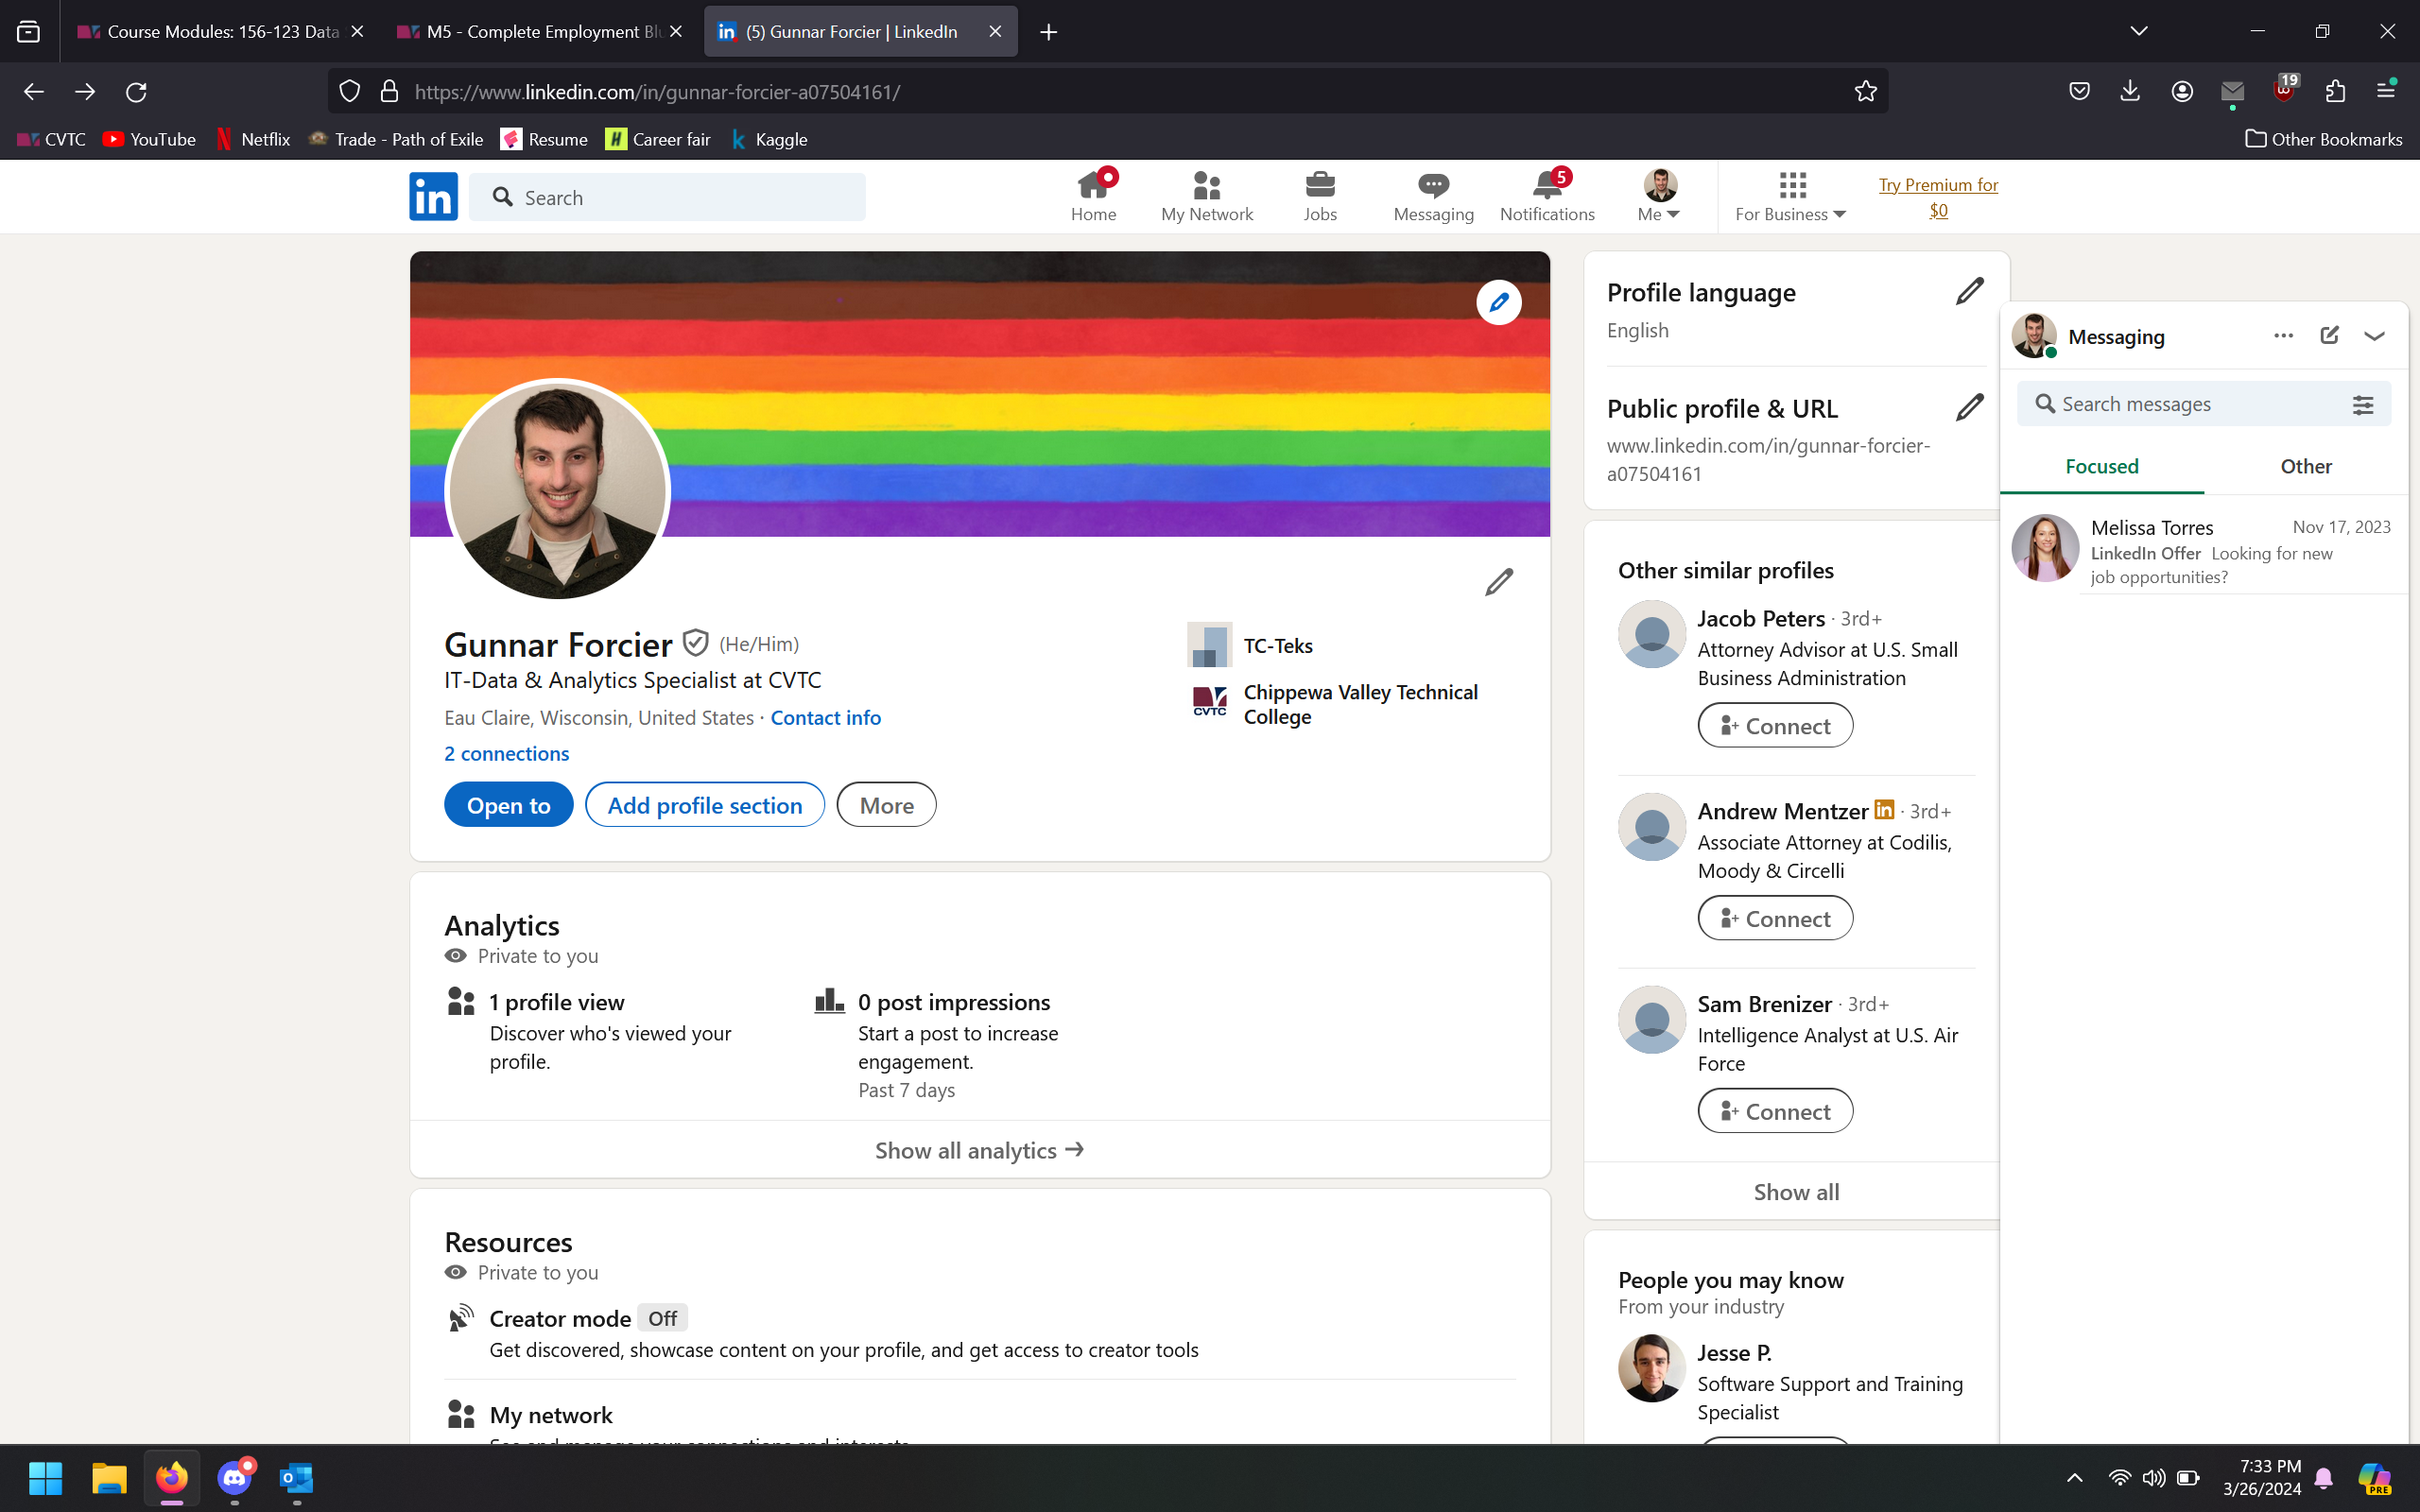 Course Modules: 156-123 Data
M5 - Complete Employment Bl
(5) Gunnar Forcier | LinkedIn
https://www.linkedin.com/in/gunnar-forcier-a07504161/
19
CVTC
YouTube
Netflix
Trade - Path of Exile
Resume
Career fair
Kaggle
Other Bookmarks
Search
Home
My Network
Jobs
Messaging
5
Notifications
Me
For Business
Try Premium for
$0
Gunnar Forcier (He/Him)
IT-Data & Analytics Specialist at CVTC
Eau Claire, Wisconsin, United States · Contact info
2 connections
Open to
Add profile section
More
TC-Teks
CVTC
Chippewa Valley Technical
College
Analytics
Private to you
1 profile view
Discover who's viewed your
profile.
0 post impressions
Start a post to increase
engagement.
Past 7 days
Show all analytics
Resources
Private to you
Creator mode Off
Get discovered, showcase content on your profile, and get access to creator tools
My network
See and manage your connections and interests.
Profile language
English
Public profile & URL
www.linkedin.com/in/gunnar-forcier-
a07504161
Other similar profiles
Jacob Peters · 3rd+
Attorney Advisor at U.S. Small
Business Administration
Connect
Andrew Mentzer in · 3rd+
Associate Attorney at Codilis,
Moody & Circelli
Connect
Sam Brenizer · 3rd+
Intelligence Analyst at U.S. Air
Force
Connect
Show all
People you may know
From your industry
Jesse P.
Software Support and Training
Specialist
Messaging
Search messages
Focused
Other
Melissa Torres
Nov 17, 2023
LinkedIn Offer Looking for new
job opportunities?
7:33 PM
3/26/2024
PRE